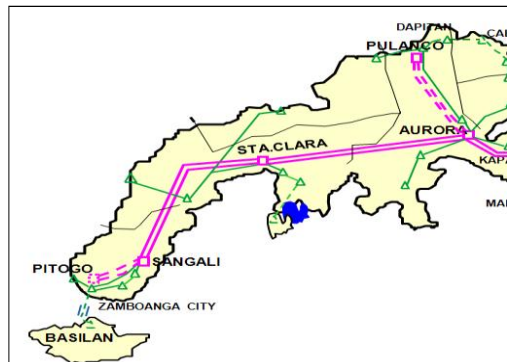 DAPITAN
PULANCO
AURORA
STA.CLARA
SANGALI
PITOGO
ZAMBOANGA CITY
BASILAN